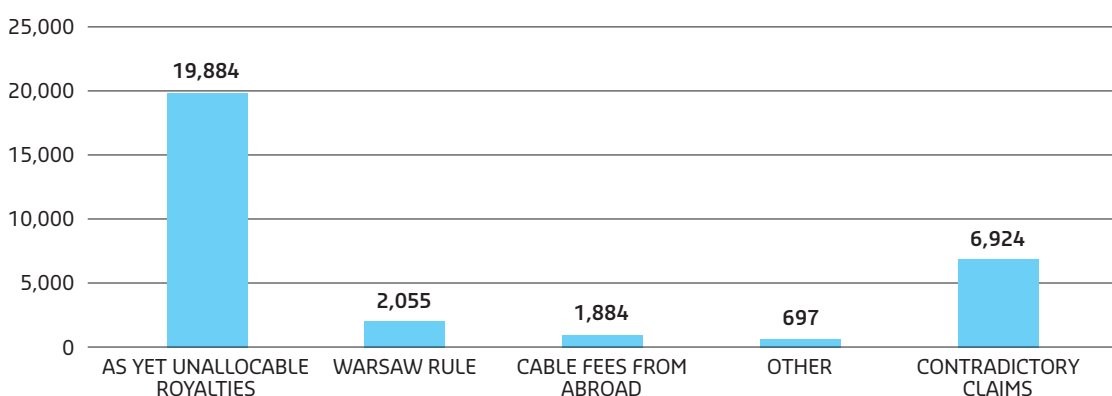 25,000
20,000
15,000
10,000
5,000
0
19,884
2,055
1,884
697
6,924
AS YET UNALLOCABLE
ROYALTIES
WARSAW RULE
CABLE FEES FROM
ABROAD
OTHER
CONTRADICTORY
CLAIMS